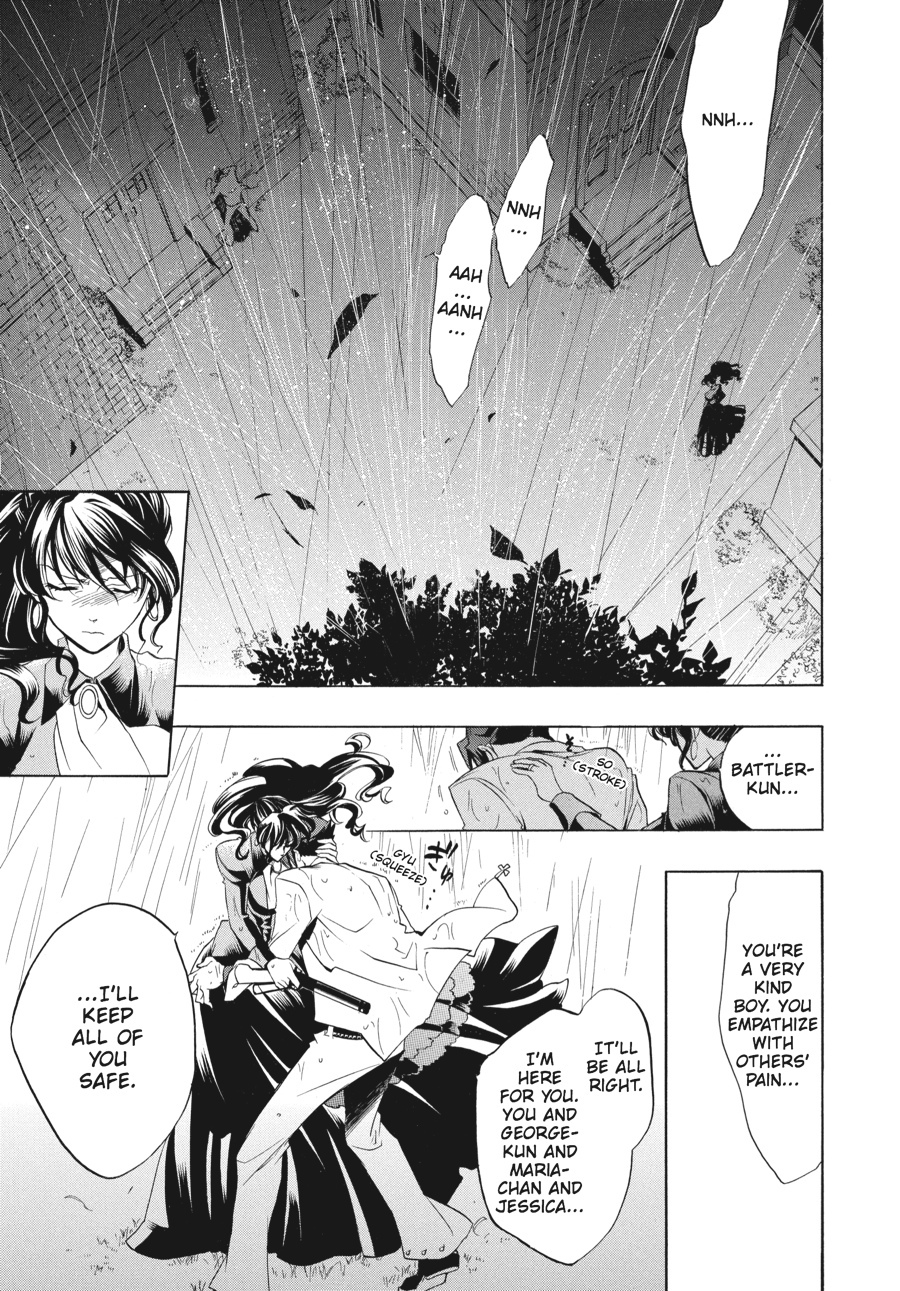 NNH...
NNH
...
AAH
...
AANH
...
...
BATTLER-
KUN...
SO
(STROKE)
YOU'RE
A VERY
KIND
BOY. YOU
EMPATHIZE
WITH
OTHERS'
PAIN...
ぎゅ
...
GYU
(SQUEEZE)
IT'LL
BE ALL
RIGHT.
I'M
HERE
FOR YOU.
YOU AND
GEORGE-
KUN AND
MARIA-
CHAN AND
JESSICA...
...I'LL
KEEP
ALL OF
YOU
SAFE.